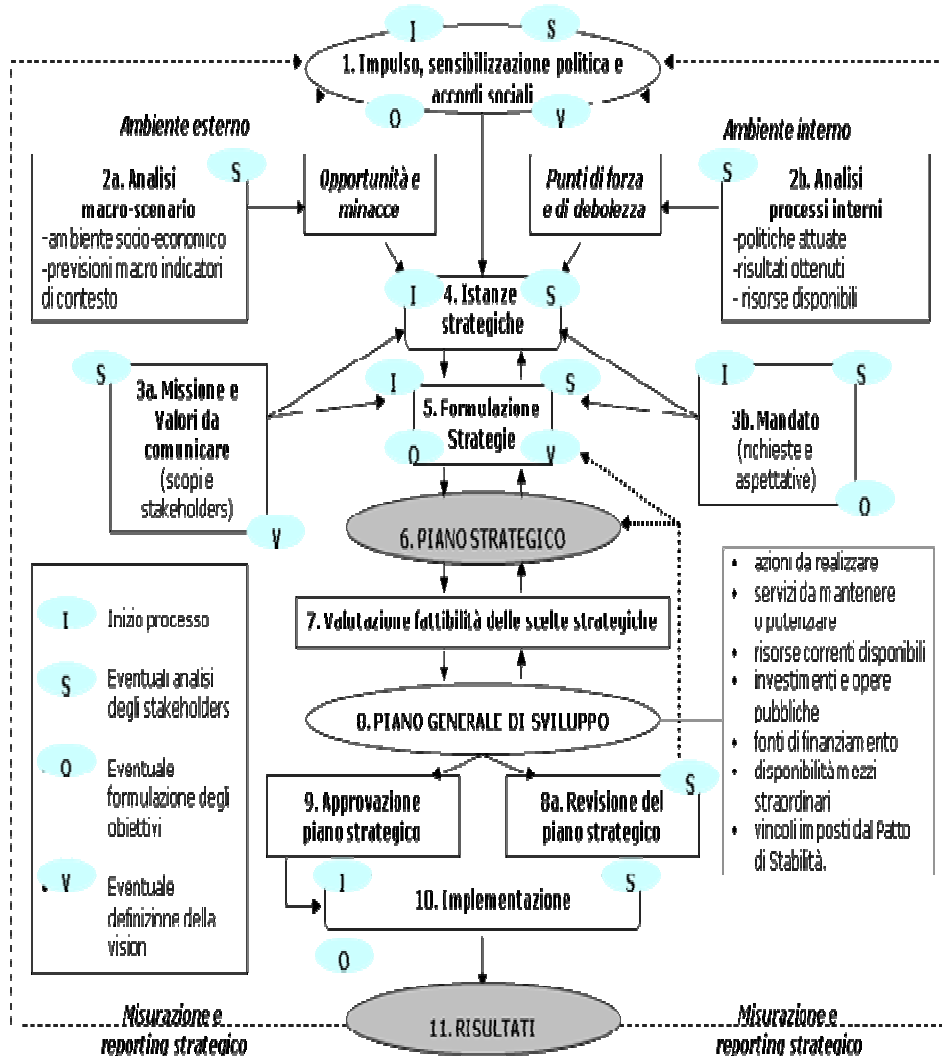 I
S
1. Impulso, sensibilizzazione politica e
accordi sociali
O
V
Ambiente esterno
Ambiente interno
S
2a. Analisi
macro-scenario
-ambiente socio-economico
-previsioni macro indicatori
di contesto
Opportunità e
minacce
Punti di forza
e di debolezza
S
2b. Analisi
processi interni
-politiche attuate
-risultati ottenuti
- risorse disponibili
I
S
4. Istanze
strategiche
S
3a. Missione e
Valori da
comunicare
(scopi e
stakeholders)
V
I
S
5. Formulazione
Strategie
O
V
I
S
3b. Mandato
(richieste e
aspettative)
O
6. PIANO STRATEGICO
7. Valutazione fattibilità delle scelte strategiche
8. PIANO GENERALE DI SVILUPPO
• azioni da realizzare
• servizi da mantenere
o potenziare
• risorse correnti disponibili
• investimenti e opere
pubbliche
• fonti di finanziamento
• disponibilità mezzi
straordinari
• vincoli imposti dal Patto
di Stabilità.
I Inizio processo
S Eventuali analisi
degli stakeholders
O Eventuale
formulazione degli
obiettivi
V Eventuale
definizione della
vision
9. Approvazione
piano strategico
S
8a. Revisione del
piano strategico
I
S
10. Implementazione
O
11. RISULTATI
Misurazione e
reporting strategico
Misurazione e
reporting strategico